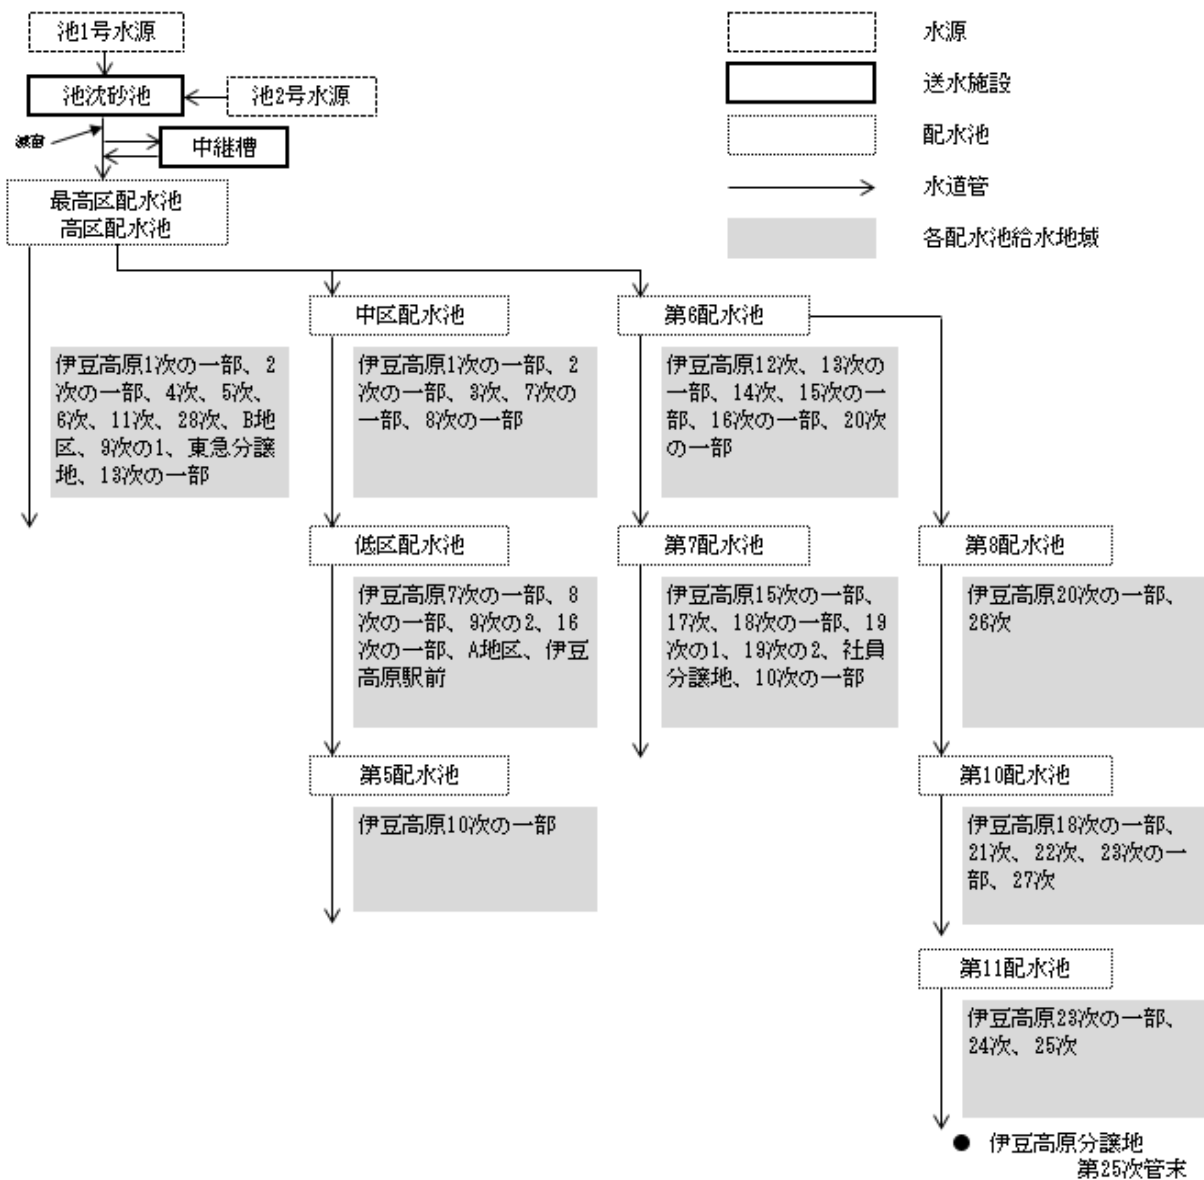 池1号水源
池沈砂池
池2号水源
滅菌
中継槽
最高区配水池
高区配水池
水源
送水施設
配水池
水道管
各配水池給水地域
中区配水池
第6配水池
伊豆高原1次の一部、2
次の一部、4次、5次、
6次、11次、28次、B地
区、9次の1、東急分譲
地、13次の一部
伊豆高原1次の一部、2
次の一部、3次、7次の
一部、8次の一部
伊豆高原12次、13次の
一部、14次、15次の一
部、16次の一部、20次
の一部
低区配水池
第7配水池
第8配水池
伊豆高原7次の一部、8
次の一部、9次の2、16
次の一部、A地区、伊豆
高原駅前
伊豆高原15次の一部、
17次、18次の一部、19
次の1、19次の2、社員
分譲地、10次の一部
伊豆高原20次の一部、
26次
第5配水池
第10配水池
伊豆高原10次の一部
伊豆高原18次の一部、
21次、22次、23次の一
部、27次
第11配水池
伊豆高原23次の一部、
24次、25次
● 伊豆高原分譲地
第25次管末